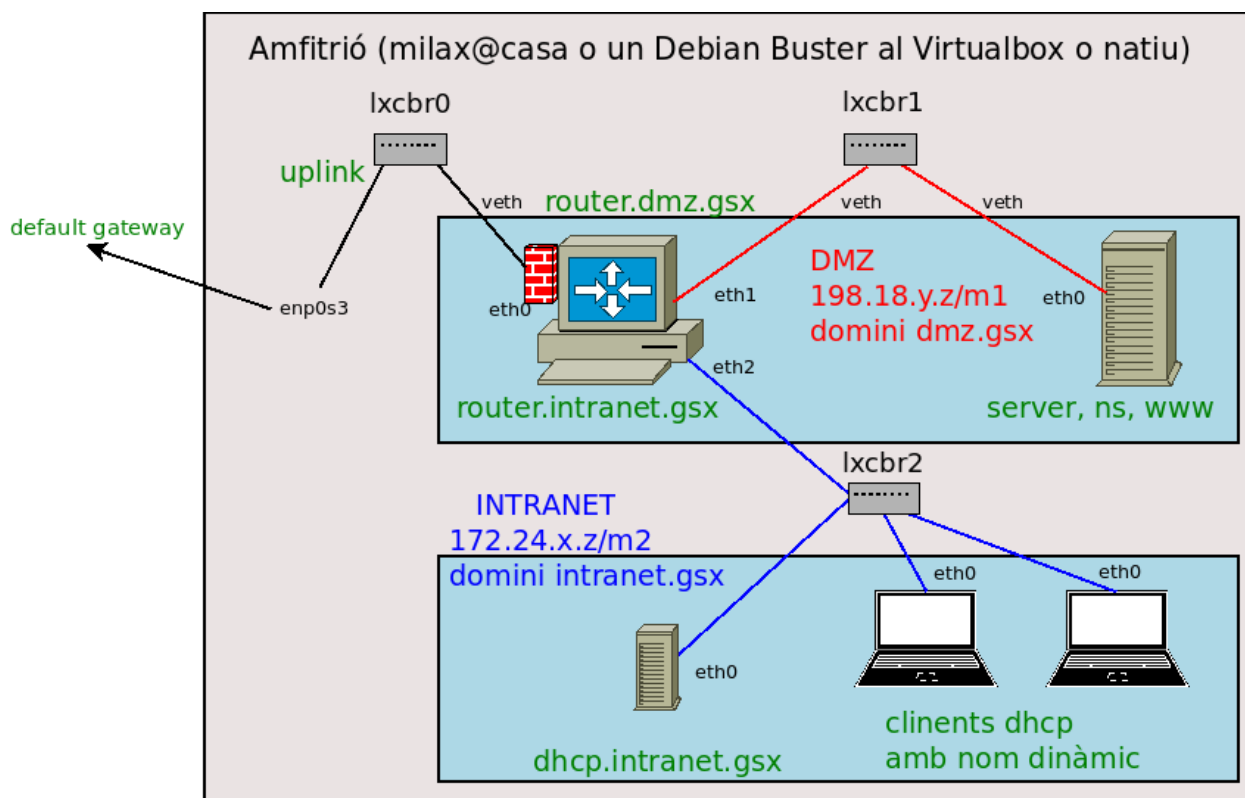 Amfitrió (milax@casa o un Debian Buster al Virtualbox o natiu)
lxcbr0
lxcbr1
uplink
veth
router.dmz.gsx
veth
veth
default gateway
enp0s3
eth0
eth1
DMZ
198.18.y.z/m1
domini dmz.gsx
eth0
eth2
router.intranet.gsx
server, ns, www
lxcbr2
INTRANET
172.24.x.z/m2
domini intranet.gsx
eth0
eth0
eth0
dhcp.intranet.gsx
clinents dhcp
amb nom dinàmic